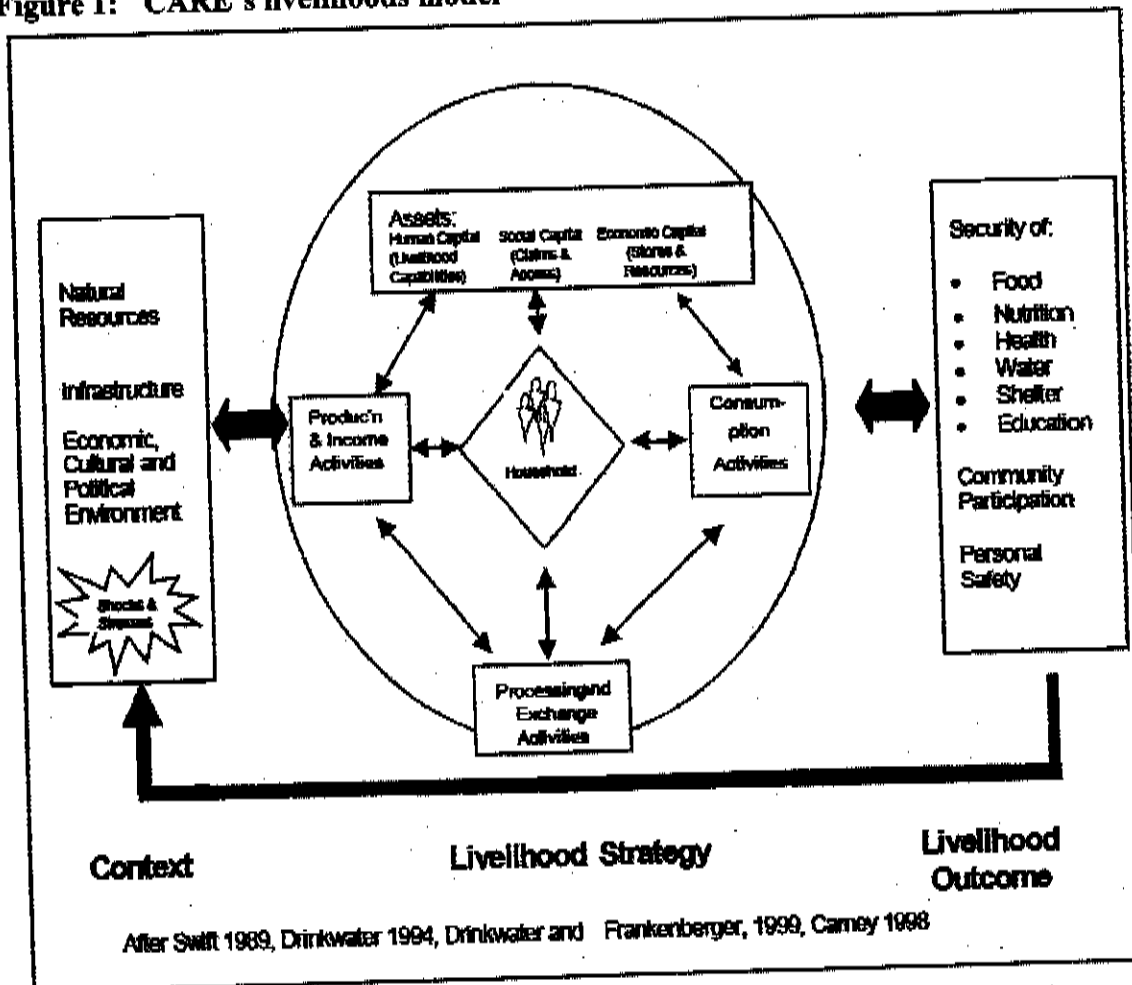 Figure 1: CARE's livelihoods model
Natural
Resources
Infrastructure
Economic,
Cultural and
Political
Environment
Shocks &
Stresses
Assets:
Human Capital
(Livelihood
Capabilities)
Social Capital
(Claims &
Access)
Economic Capital
(Stores &
Resources)
Produc'n
& Income
Activities
Household
Consum-
ption
Activities
Processing and
Exchange
Activities
Security of:
• Food
• Nutrition
• Health
• Water
• Shelter
• Education
Community
Participation
Personal
Safety
Context
Livelihood Strategy
Livelihood
Outcome
After Swift 1989, Drinkwater 1994, Drinkwater and Frankenberger, 1999, Carney 1998